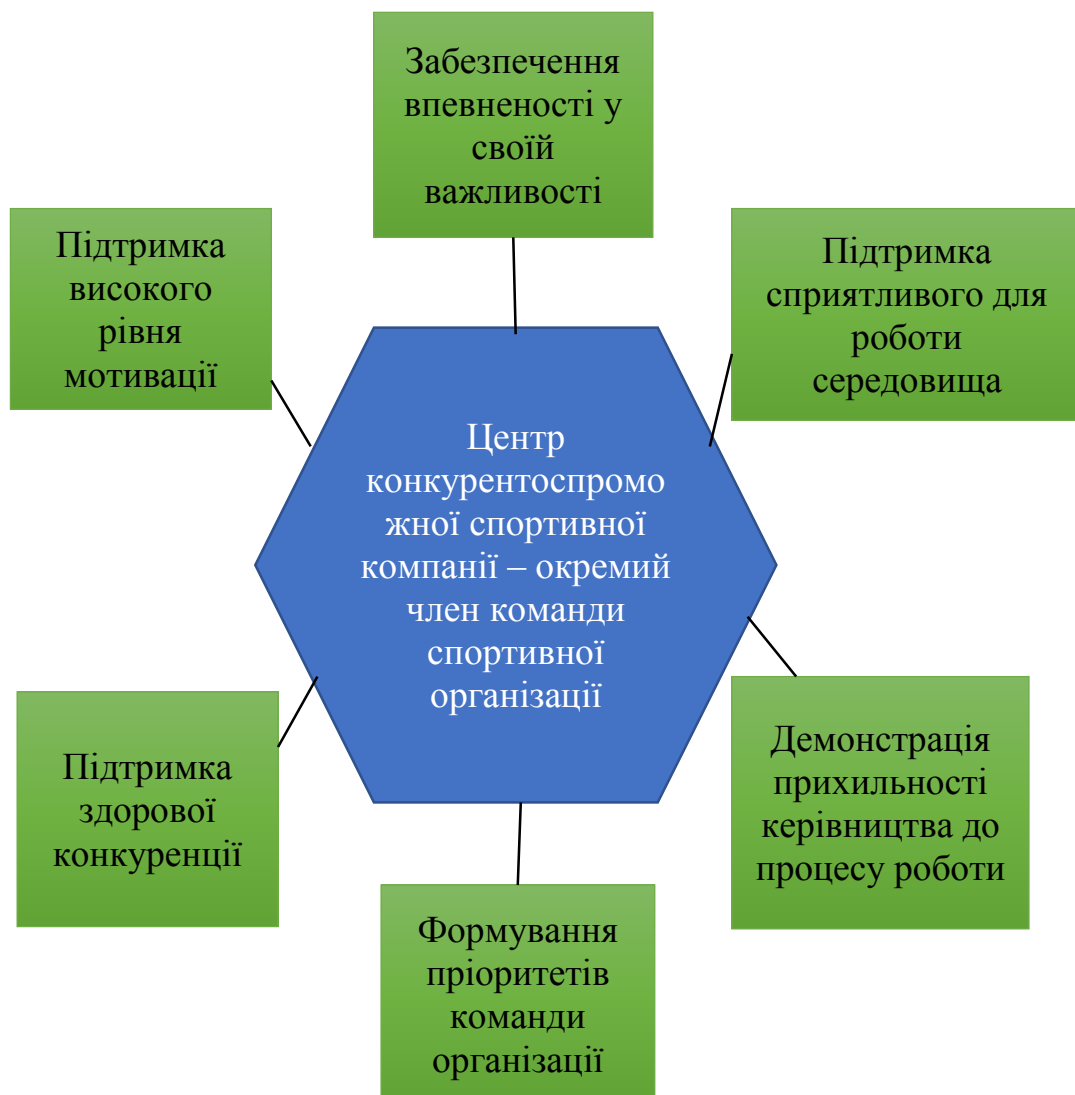 Забезпечення
впевненості у
своїй
важливості
Підтримка
високого
рівня
мотивації
Підтримка
сприятливого для
роботи
середовища
Центр
конкурентоспромо
жної спортивної
компанії – окремий
член команди
спортивної
організації
Підтримка
здорової
конкуренції
Демонстрація
прихильності
керівництва до
процесу роботи
Формування
пріоритетів
команди
організації